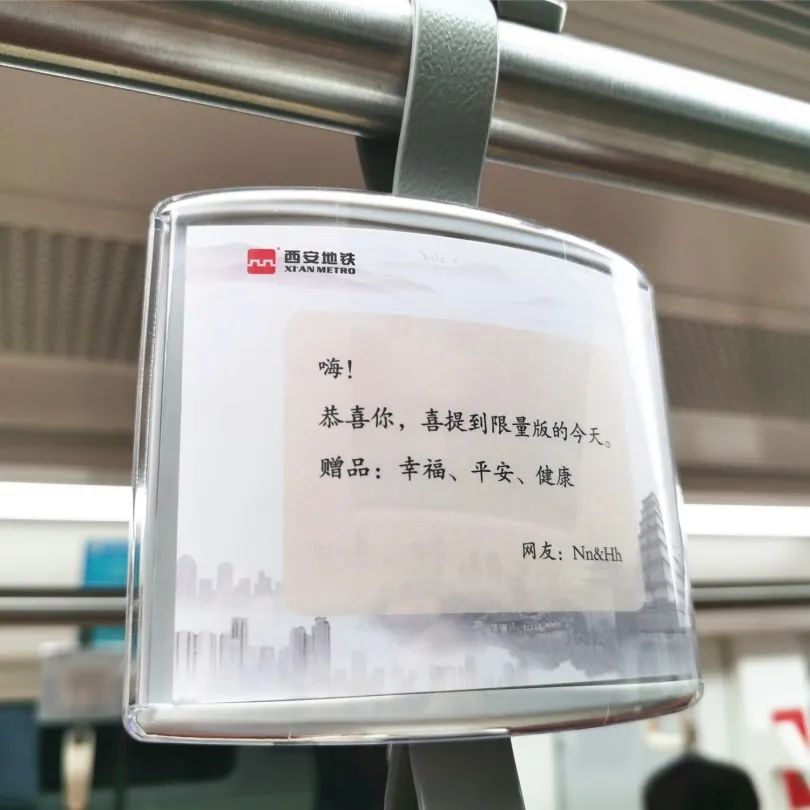 西安地铁
XI'AN METRO
嗨！
恭喜你，喜提到限量版的今天。
赠品：幸福、平安、健康
网友：Nn&Hh